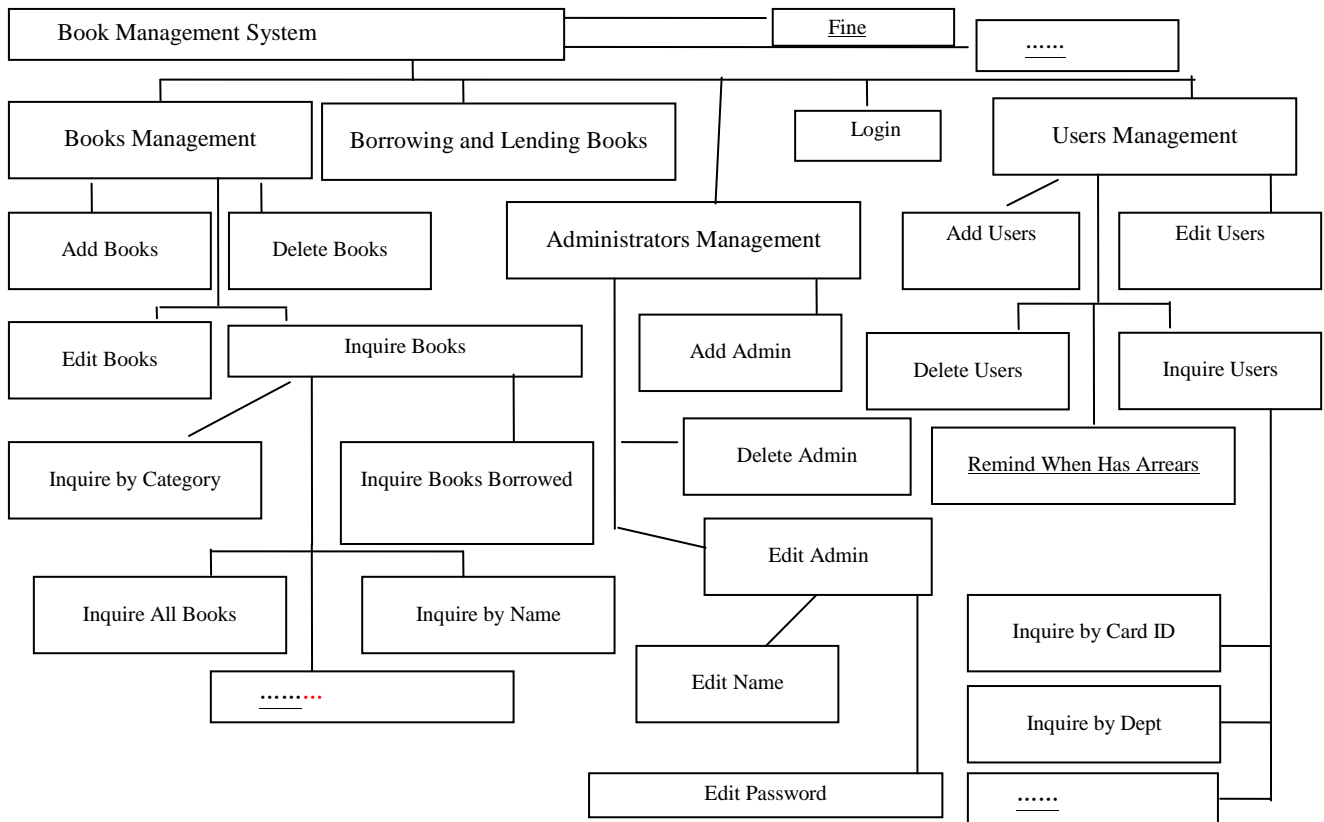 Book Management System
Fine
......
Books Management
Borrowing and Lending Books
Login
Users Management
Add Books
Delete Books
Administrators Management
Add Users
Edit Users
Edit Books
Inquire Books
Add Admin
Delete Users
Inquire Users
Inquire by Category
Inquire Books Borrowed
Delete Admin
Remind When Has Arrears
Edit Admin
Inquire All Books
Inquire by Name
Inquire by Card ID
Edit Name
.........
Inquire by Dept
Edit Password
......